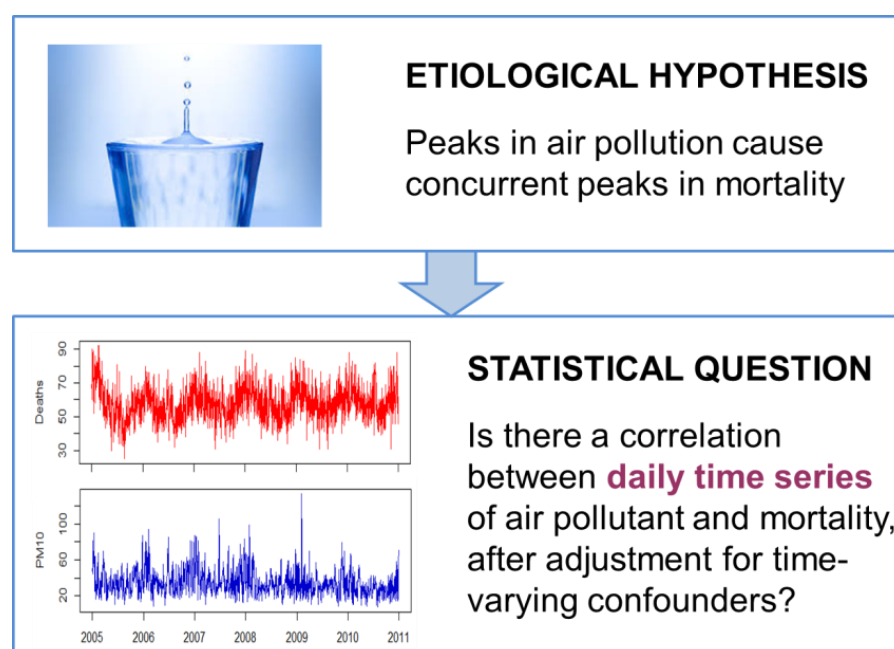 ETIOLOGICAL HYPOTHESIS
Peaks in air pollution cause
concurrent peaks in mortality
STATISTICAL QUESTION
Is there a correlation
between daily time series
of air pollutant and mortality,
after adjustment for time-
varying confounders?
Deaths
90
70
50
30
PM10
100
60
20
2005 2006 2007 2008 2009 2010 2011